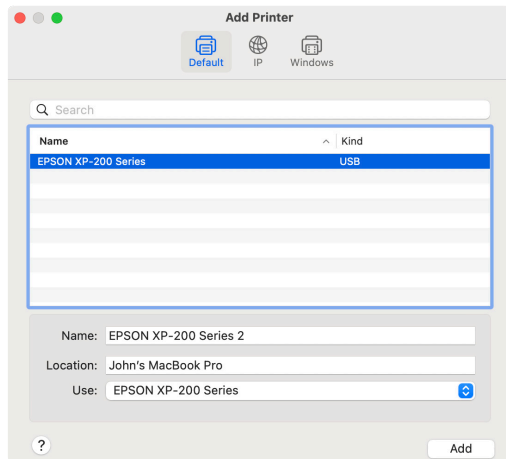 Add Printer
Default IP Windows
Search
Name Kind
EPSON XP-200 Series USB
Name: EPSON XP-200 Series 2
Location: John's MacBook Pro
Use: EPSON XP-200 Series
? Add